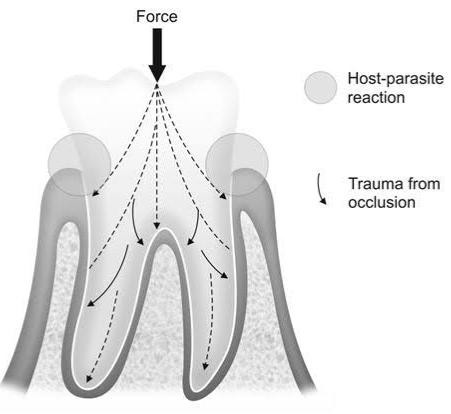 Force
Host-parasite
reaction
Trauma from
occlusion